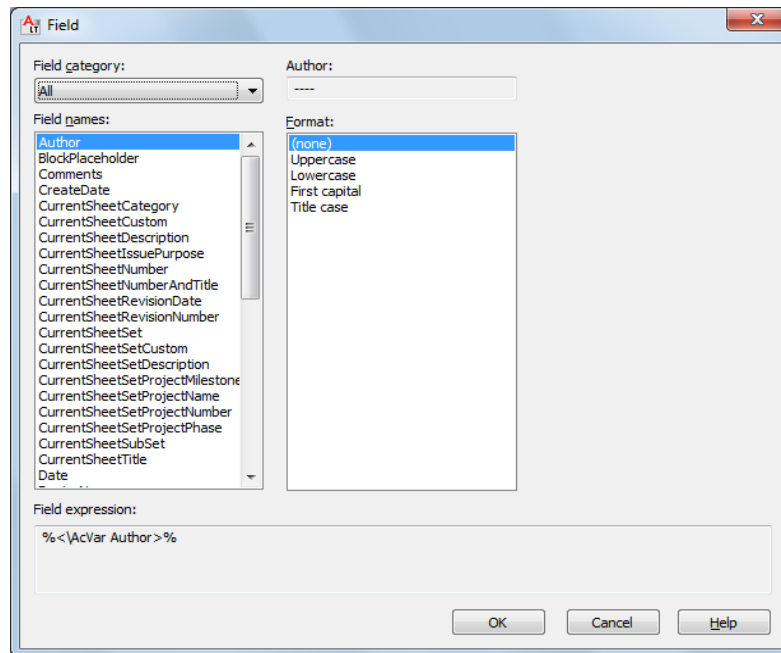 Field
Field category:
All
Field names:
Author
BlockPlaceholder
Comments
CreateDate
CurrentSheetCategory
CurrentSheetCustom
CurrentSheetDescription
CurrentSheetIssuePurpose
CurrentSheetNumber
CurrentSheetNumberAndTitle
CurrentSheetRevisionDate
CurrentSheetRevisionNumber
CurrentSheetSet
CurrentSheetSetCustom
CurrentSheetSetDescription
CurrentSheetSetProjectMilestone
CurrentSheetSetProjectName
CurrentSheetSetProjectNumber
CurrentSheetSetProjectPhase
CurrentSheetSubSet
CurrentSheetTitle
Date
Author:
----
Format:
(none)
Uppercase
Lowercase
First capital
Title case
Field expression:
%<\AcVar Author>%
OK
Cancel
Help